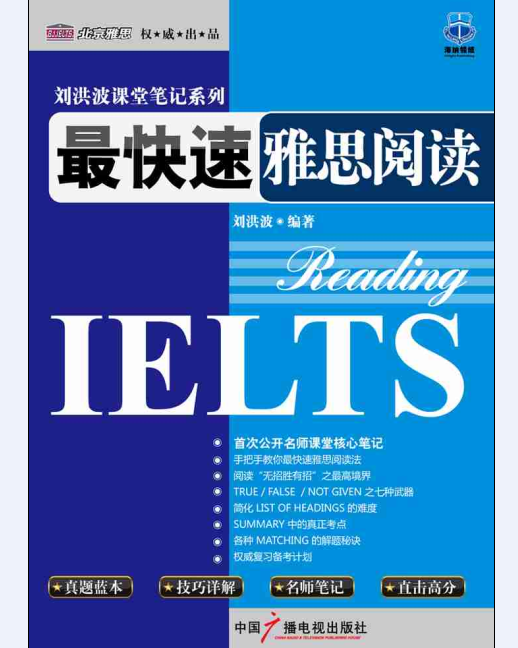 北京雅思 权★威★出★品
海纳锦帆
刘洪波课堂笔记系列
最快速 雅思阅读
刘洪波◉编著
Reading
IELTS
◉ 首次公开名师课堂核心笔记
◉ 手把手教你最快速雅思阅读法
◉ 阅读“无招胜有招”之最高境界
◉ TRUE / FALSE / NOT GIVEN 之七种武器
◉ 简化 LIST OF HEADINGS 的难度
◉ SUMMARY 中的真正考点
◉ 各种 MATCHING 的解题秘诀
◉ 权威复习备考计划
★真题蓝本 ★技巧详解 ★名师笔记 ★直击高分
中国广播电视出版社
CHINA RADIO & TELEVISION PUBLISHING HOUSE